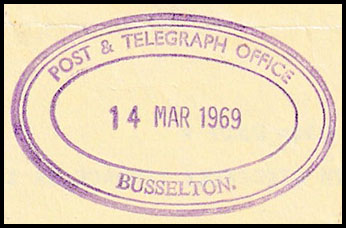 POST & TELEGRAPH OFFICE
14 MAR 1969
BUSSELTON.